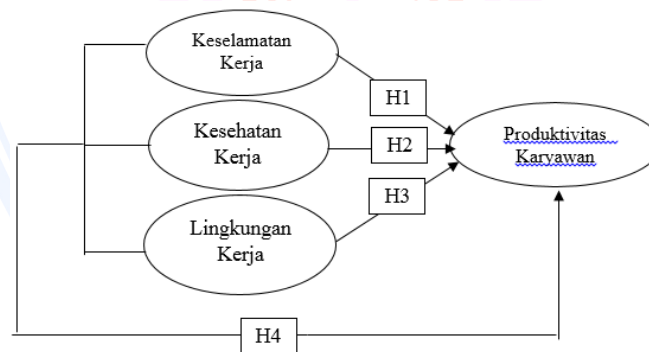 Keselamatan
Kerja
H1
Kesehatan
Kerja
H2
Produktivitas
Karyawan
H3
Lingkungan
Kerja
H4